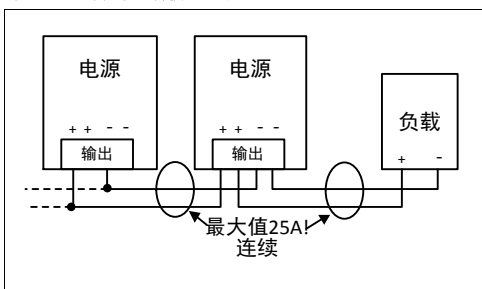 电源
电源
负载
+ + - -
+ + - -
+ -
输出
输出
最大值25A!
连续